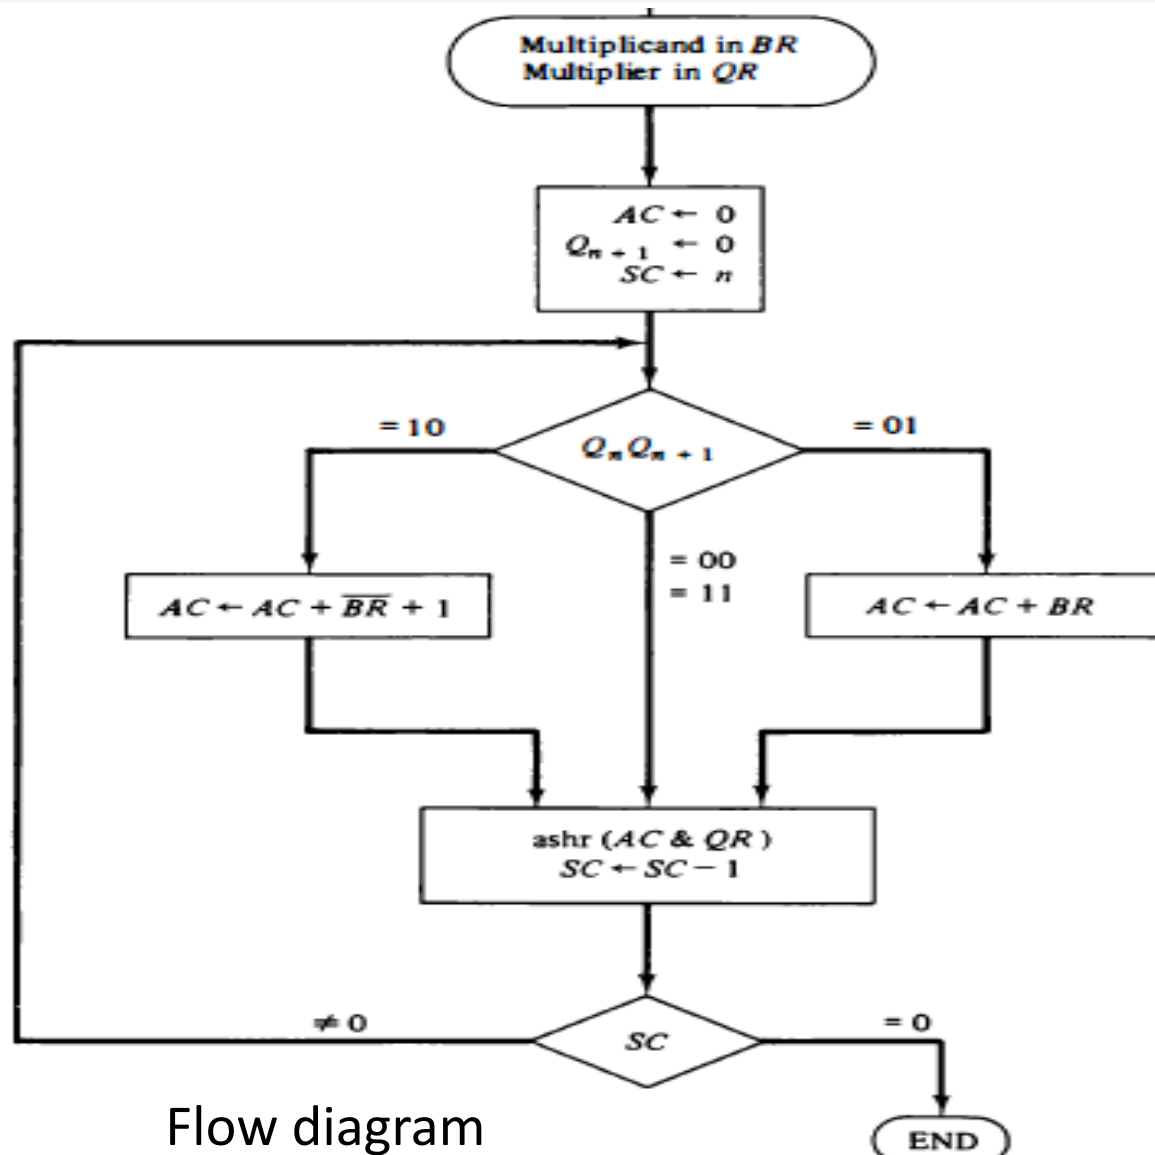 Multiplicand in BR
Multiplier in QR
AC ← 0
Qn + 1 ← 0
SC ← n
= 10
QnQn + 1
= 01
= 00
= 11
AC ← AC + B̅R̅ + 1
AC ← AC + BR
ashr (AC & QR )
SC ← SC − 1
≠ 0
SC
= 0
Flow diagram
END